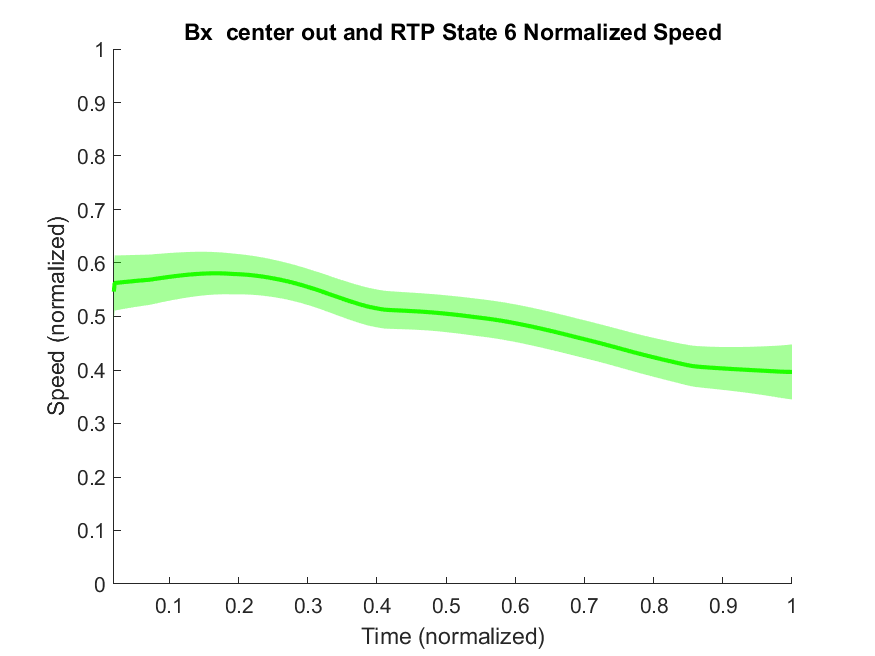 Bx  center out and RTP State 6 Normalized Speed
1
0.9
0.8
0.7
0.6
0.5
0.4
0.3
0.2
0.1
0
Speed (normalized)
0.1 0.2 0.3 0.4 0.5 0.6 0.7 0.8 0.9 1
Time (normalized)